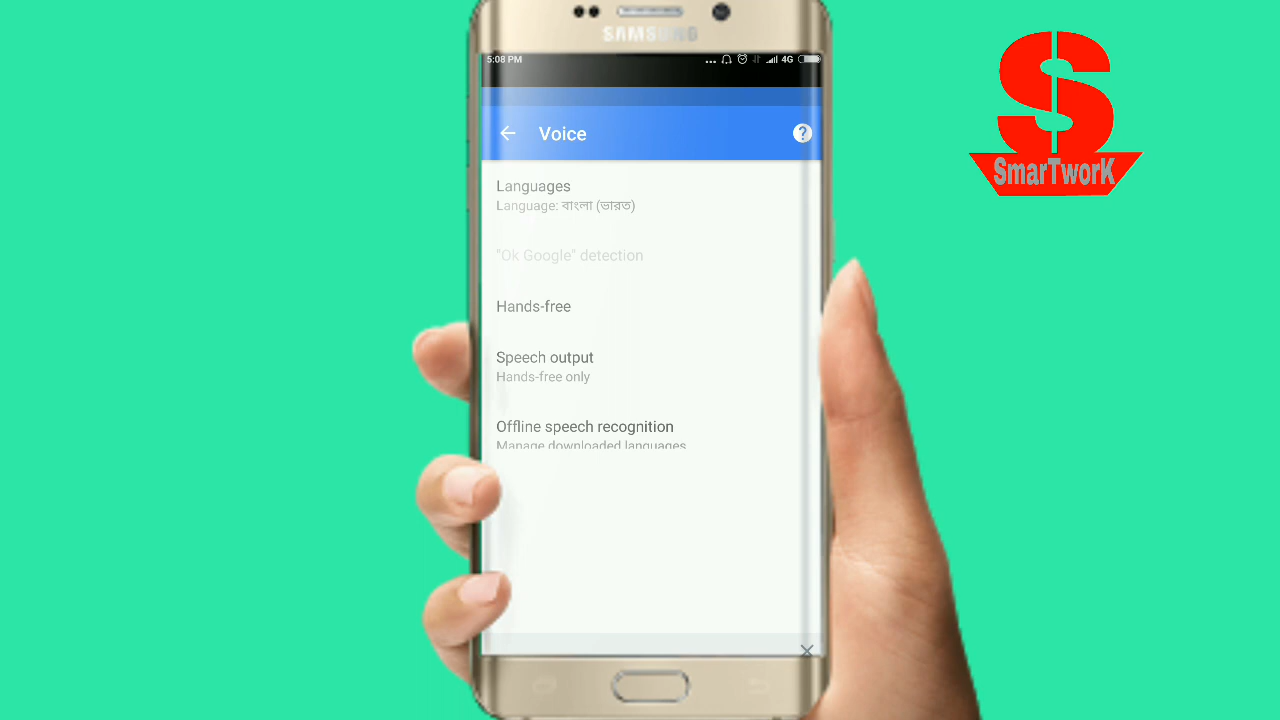 SAMSUNG
5:08 PM
4G
Voice
?
Languages
Language: বাংলা (ভারত)
"Ok Google" detection
Hands-free
Speech output
Hands-free only
Offline speech recognition
Manage downloaded languages
S
SmarTworK